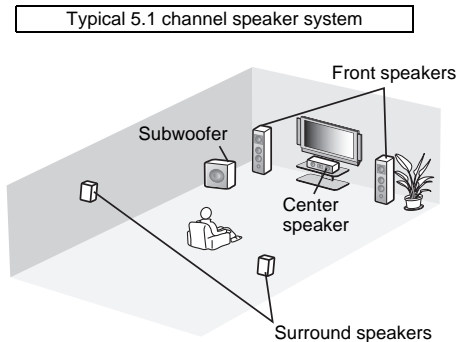 Typical 5.1 channel speaker system
Front speakers
Subwoofer
Center
speaker
Surround speakers